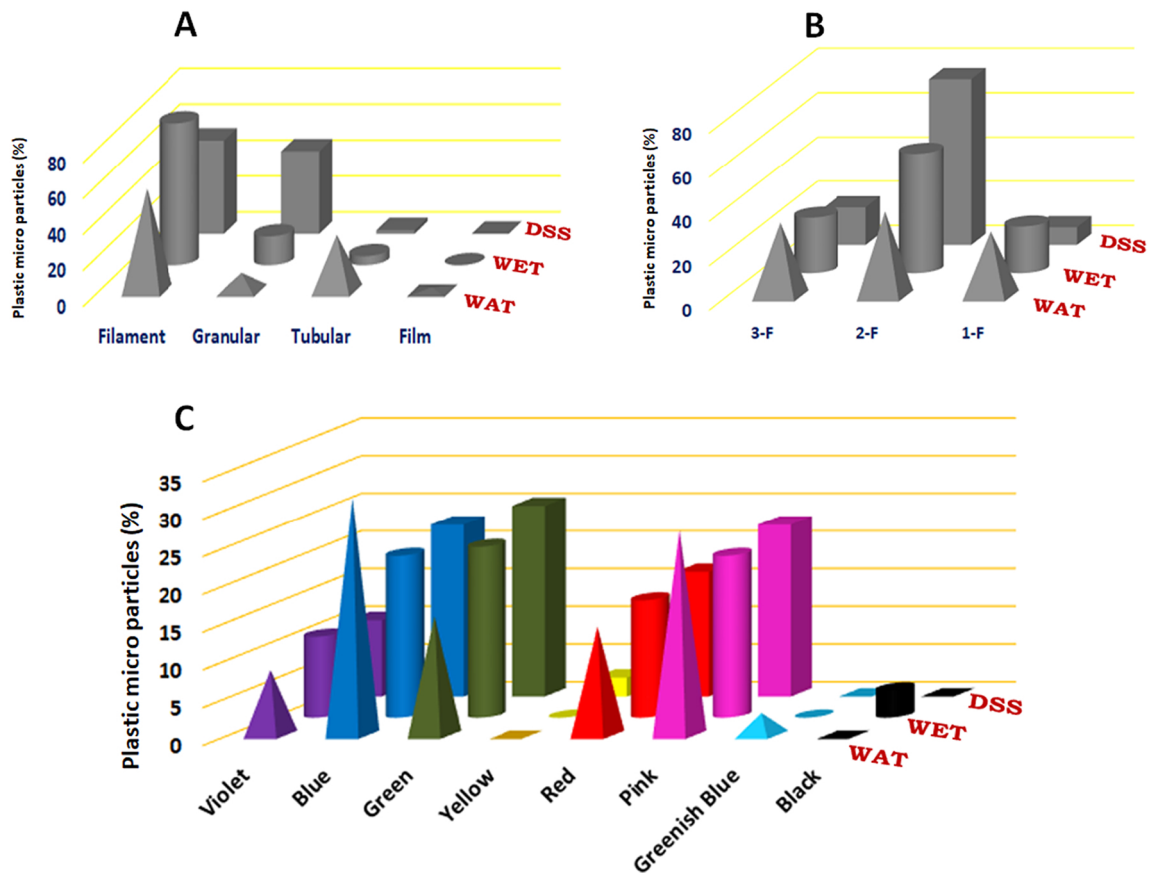 A
Plastic micro particles (%)
80
60
40
20
0
Filament Granular Tubular Film
DSS
WET
WAT
B
Plastic micro particles (%)
80
60
40
20
0
3-F 2-F 1-F
DSS
WET
WAT
C
Plastic micro particles (%)
35
30
25
20
15
10
5
0
Violet Blue Green Yellow Red Pink Greenish Blue Black
DSS
WET
WAT